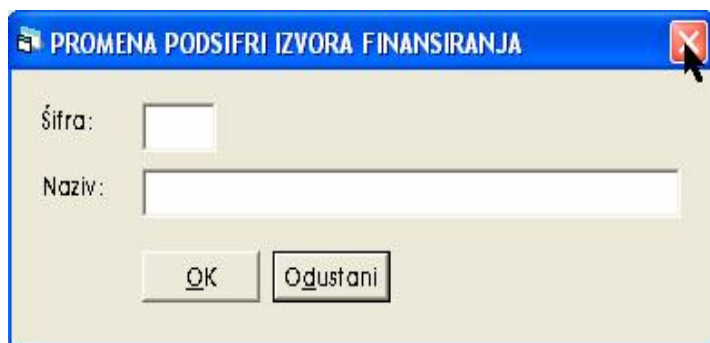 PROMENA PODSIFRI IZVORA FINANSIRANJA
Šifra:
Naziv:
OK Odustani